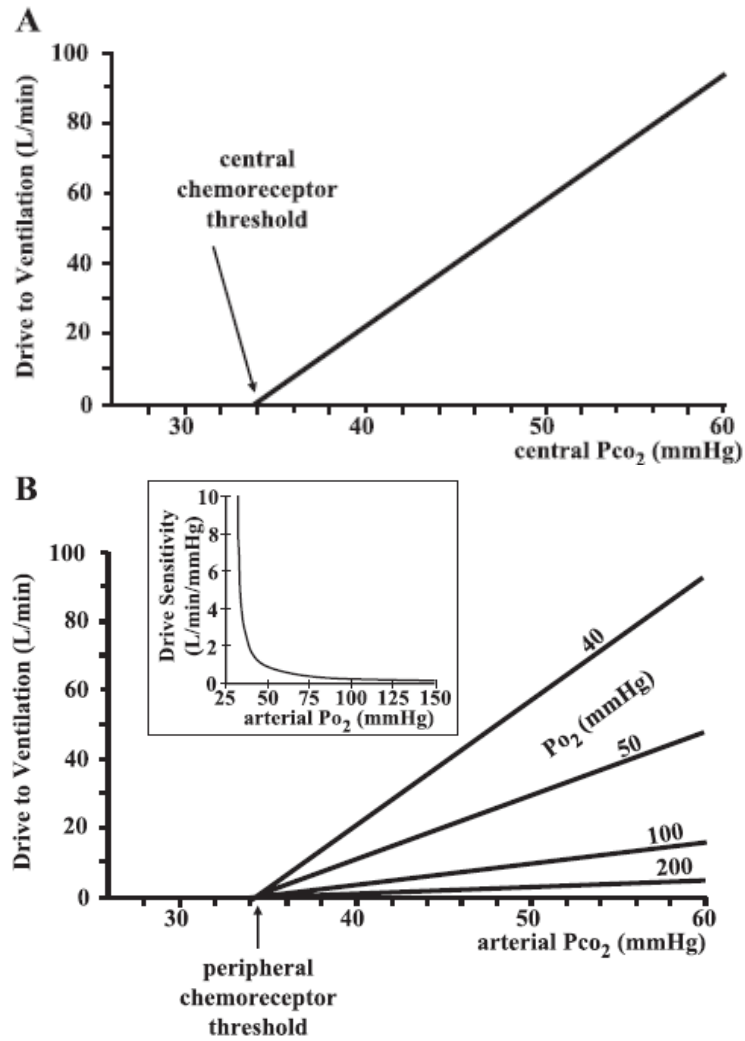 A
Drive to Ventilation (L/min)
100
80
60
40
20
0
central
chemoreceptor
threshold
30
40
50
60
central Pco2 (mmHg)
B
Drive to Ventilation (L/min)
100
80
60
40
20
0
Drive Sensitivity
(L/min/mmHg)
10
8
6
4
2
0
25
50
75
100
125
150
arterial Po2 (mmHg)
40
Po2 (mmHg)
50
100
200
30
40
50
60
arterial Pco2 (mmHg)
peripheral
chemoreceptor
threshold